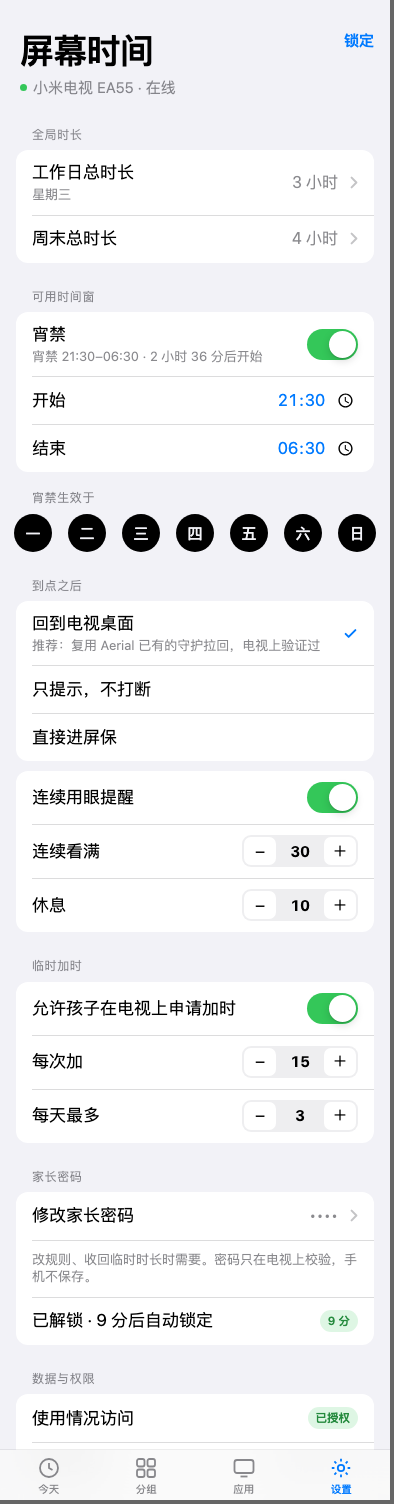 屏幕时间
锁定
小米电视 EA55 · 在线
全局时长
工作日总时长
星期三
3 小时
周末总时长
4 小时
可用时间窗
宵禁
宵禁 21:30–06:30 · 2 小时 36 分后开始
开始
21:30
结束
06:30
宵禁生效于
一 二 三 四 五 六 日
到点之后
回到电视桌面
推荐：复用 Aerial 已有的守护拉回，电视上验证过
只提示，不打断
直接进屏保
连续用眼提醒
连续看满
− 30 +
休息
− 10 +
临时加时
允许孩子在电视上申请加时
每次加
− 15 +
每天最多
− 3 +
家长密码
修改家长密码
••••
改规则、收回临时时长时需要。密码只在电视上校验，手
机不保存。
已解锁 · 9 分后自动锁定
9 分
数据与权限
使用情况访问
已授权
今天 分组 应用 设置